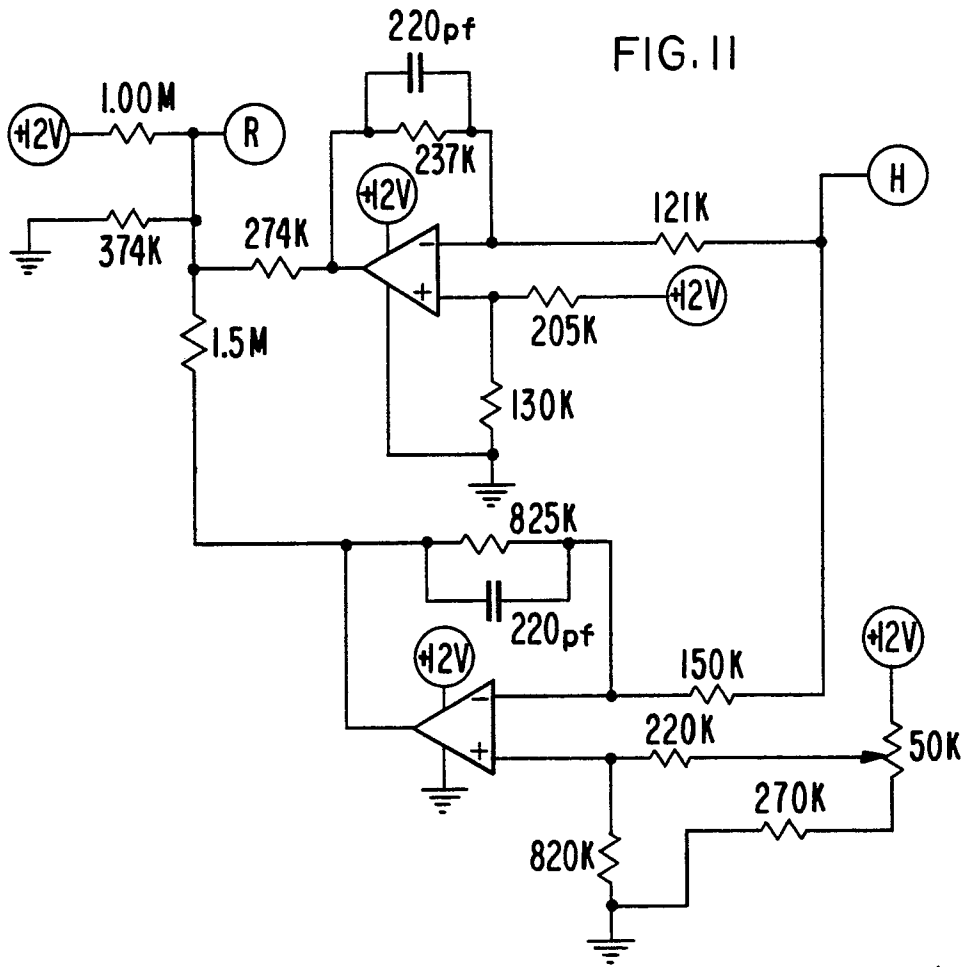 220pf
FIG. 11
1.00M
+12V
R
237K
+12V
H
121K
374K
274K
-
+
+12V
205K
1.5M
130K
825K
220pf
+12V
+12V
150K
-
+
220K
50K
270K
820K